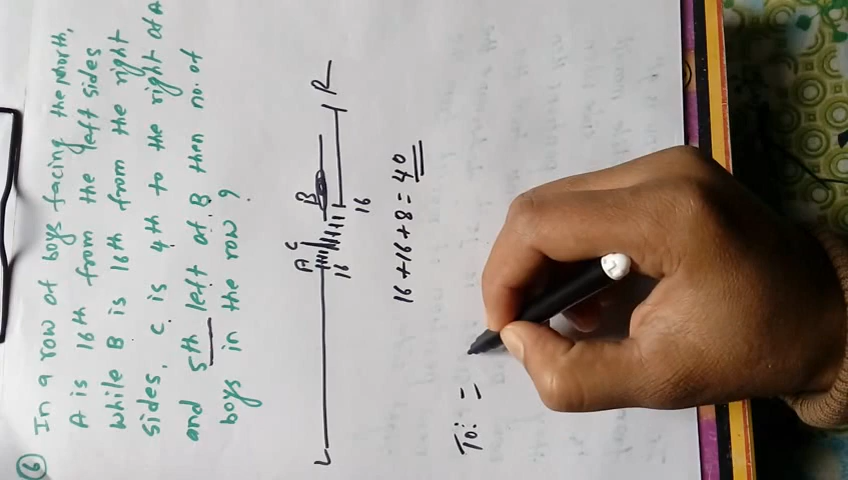 6 In a row of boys facing the north,
A is 16th from the left sides
while B is 16th from the right
sides, C is 4th to the right of A
and 5th left of B then no. of
boys in the row ?
L A C B R
16 16
16+16+8=40
To: =